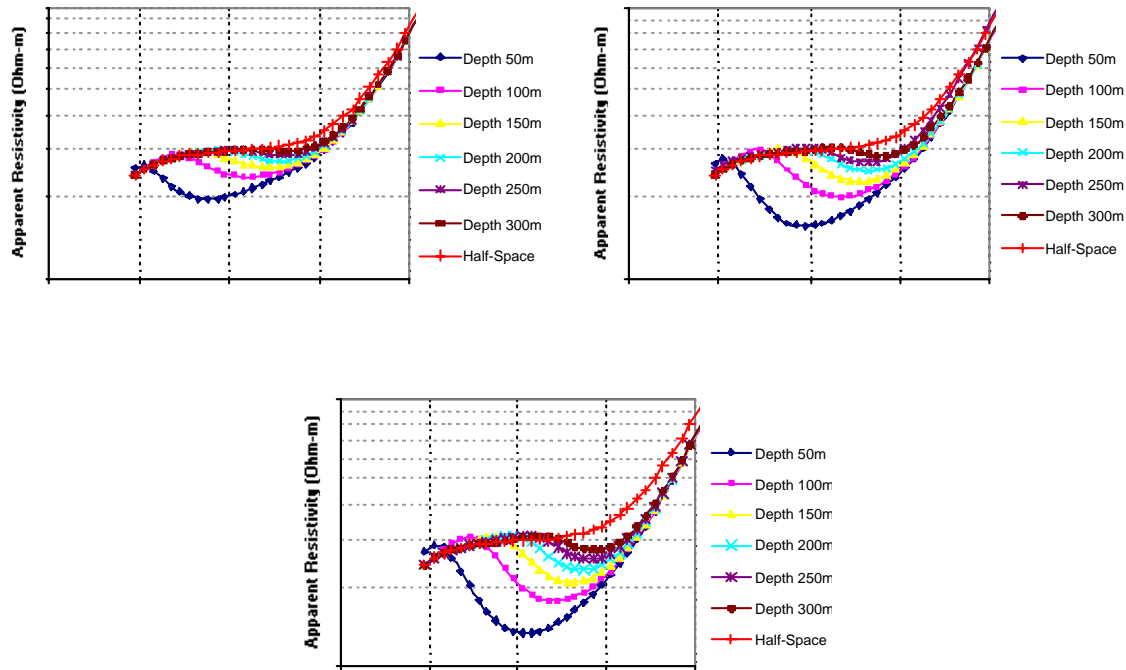 Apparent Resistivity [Ohm-m]
Depth 50m
Depth 100m
Depth 150m
Depth 200m
Depth 250m
Depth 300m
Half-Space
Apparent Resistivity [Ohm-m]
Depth 50m
Depth 100m
Depth 150m
Depth 200m
Depth 250m
Depth 300m
Half-Space
Apparent Resistivity [Ohm-m]
Depth 50m
Depth 100m
Depth 150m
Depth 200m
Depth 250m
Depth 300m
Half-Space